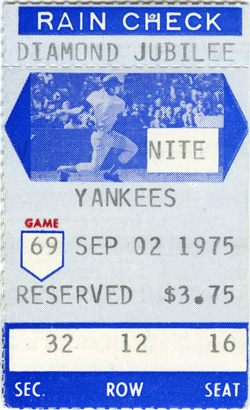 RAIN CHECK
DIAMOND JUBILEE
NITE
YANKEES
GAME
69 SEP 02 1975
RESERVED $3.75
32 12 16
SEC. ROW SEAT